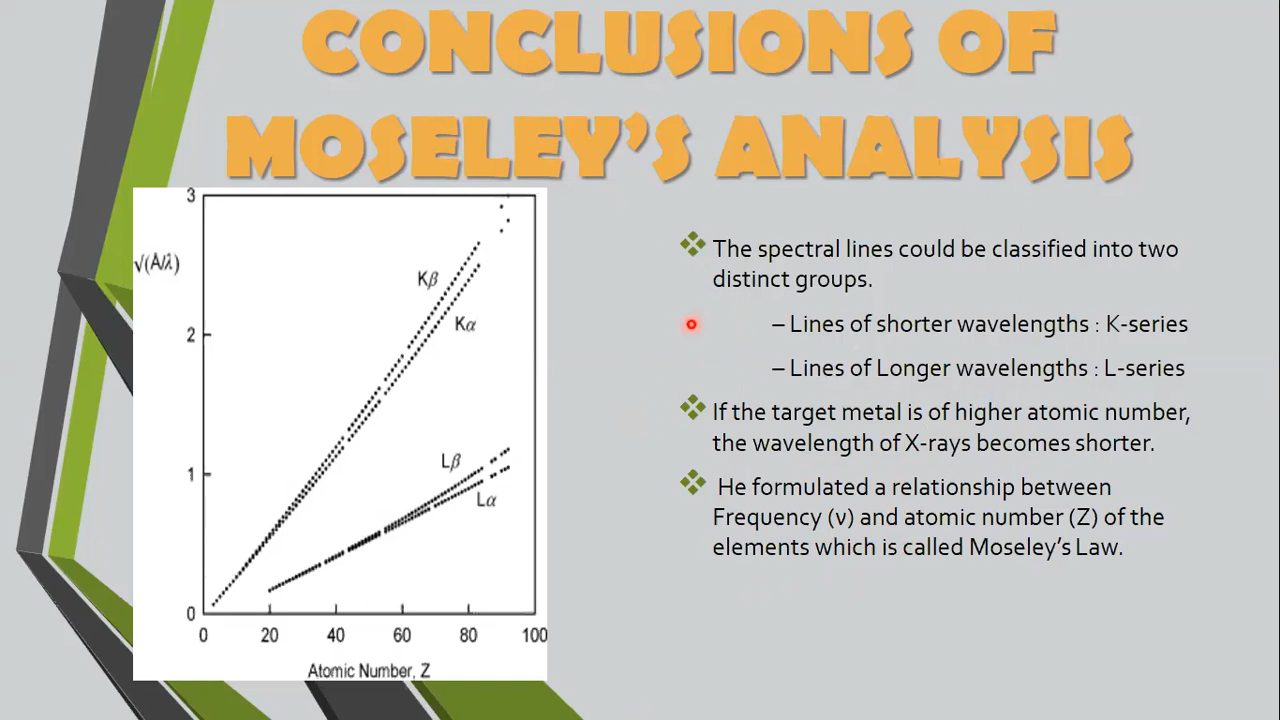 CONCLUSIONS OF
MOSELEY'S ANALYSIS
3
√(Å/λ)
Kβ
Kα
2
1
Lβ
Lα
0
0 20 40 60 80 100
Atomic Number, Z
The spectral lines could be classified into two
distinct groups.
– Lines of shorter wavelengths : K-series
– Lines of Longer wavelengths : L-series
If the target metal is of higher atomic number,
the wavelength of X-rays becomes shorter.
He formulated a relationship between
Frequency (ν) and atomic number (Z) of the
elements which is called Moseley's Law.